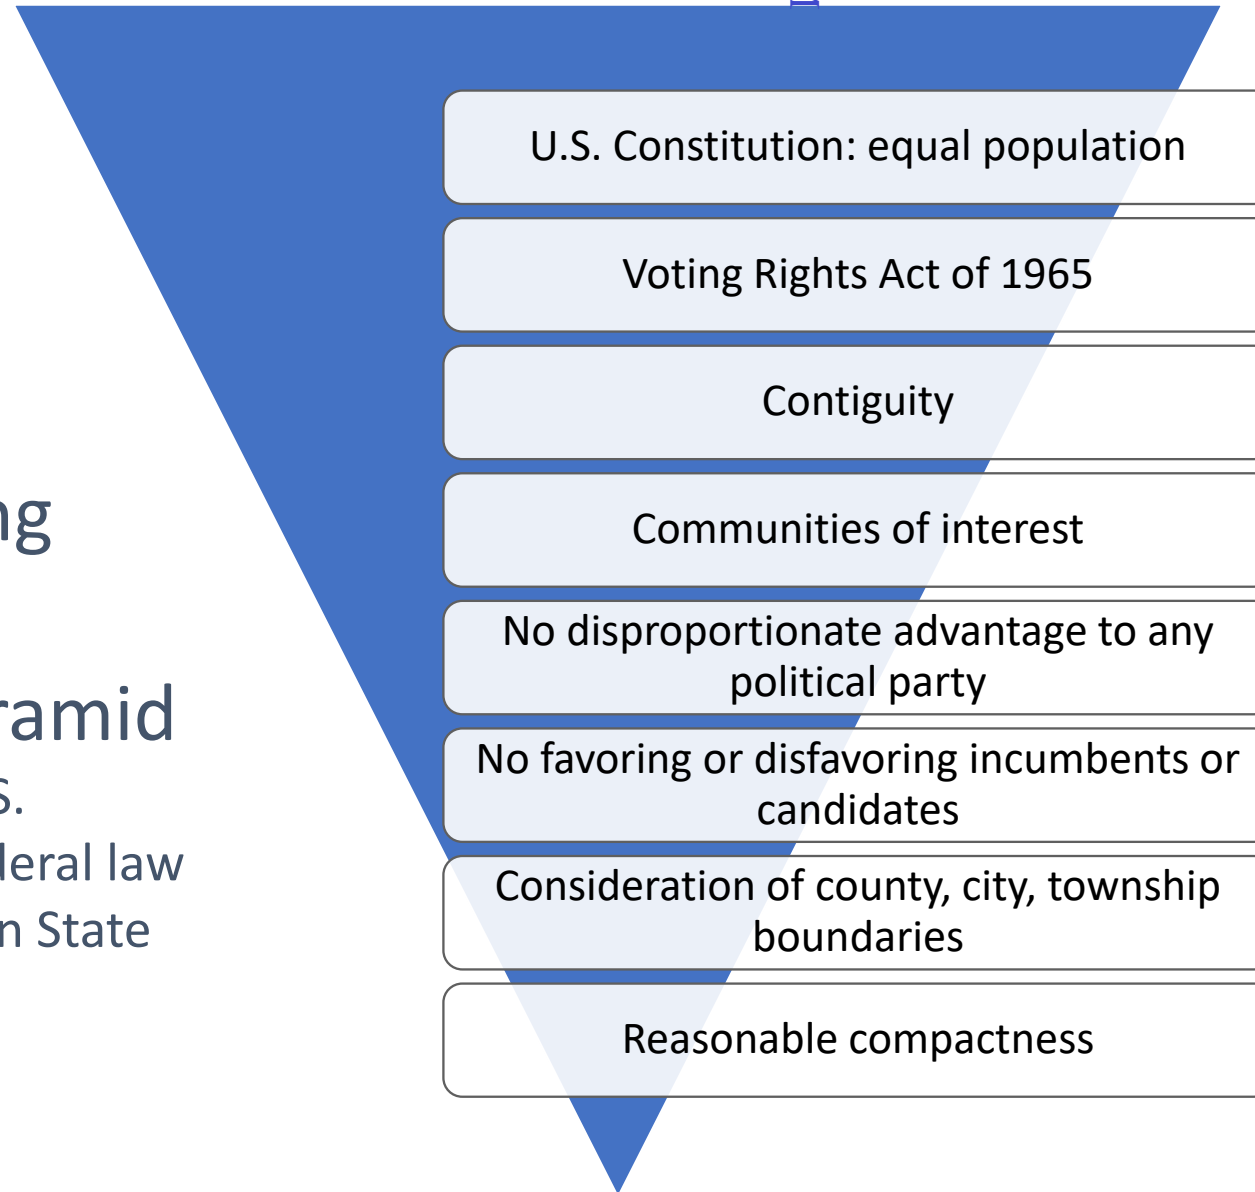 U.S. Constitution: equal population
Voting Rights Act of 1965
Contiguity
Communities of interest
No disproportionate advantage to any
political party
No favoring or disfavoring incumbents or
candidates
Consideration of county, city, township
boundaries
Reasonable compactness
ng
ramid
S.
deral law
n State